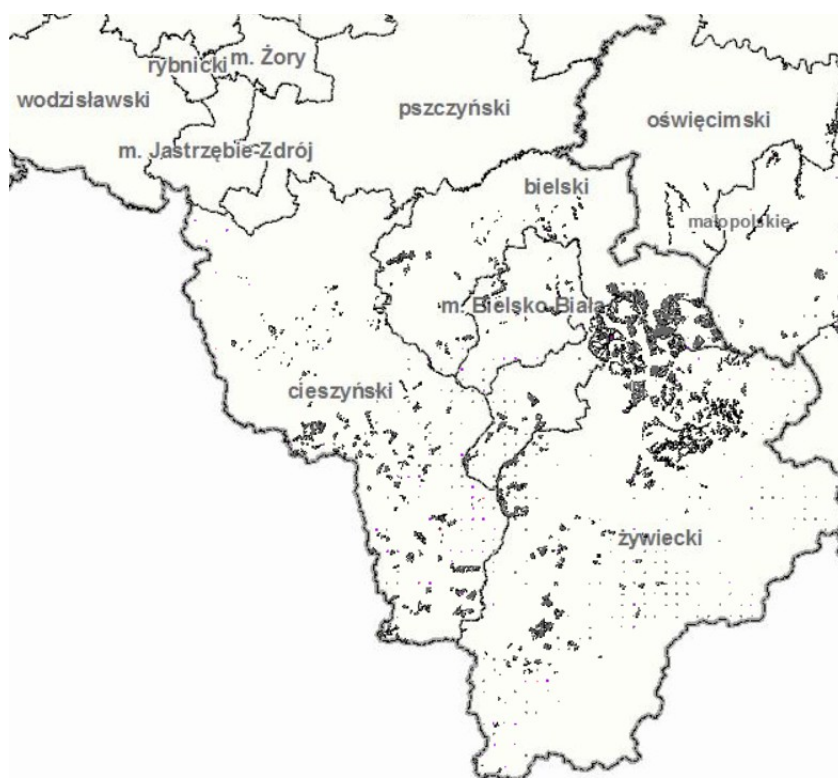 rybnicki
m. Żory
wodzisławski
pszczyński
oświęcimski
m. Jastrzębie-Zdrój
bielski
małopolskie
m. Bielsko-Biała
cieszyński
żywiecki